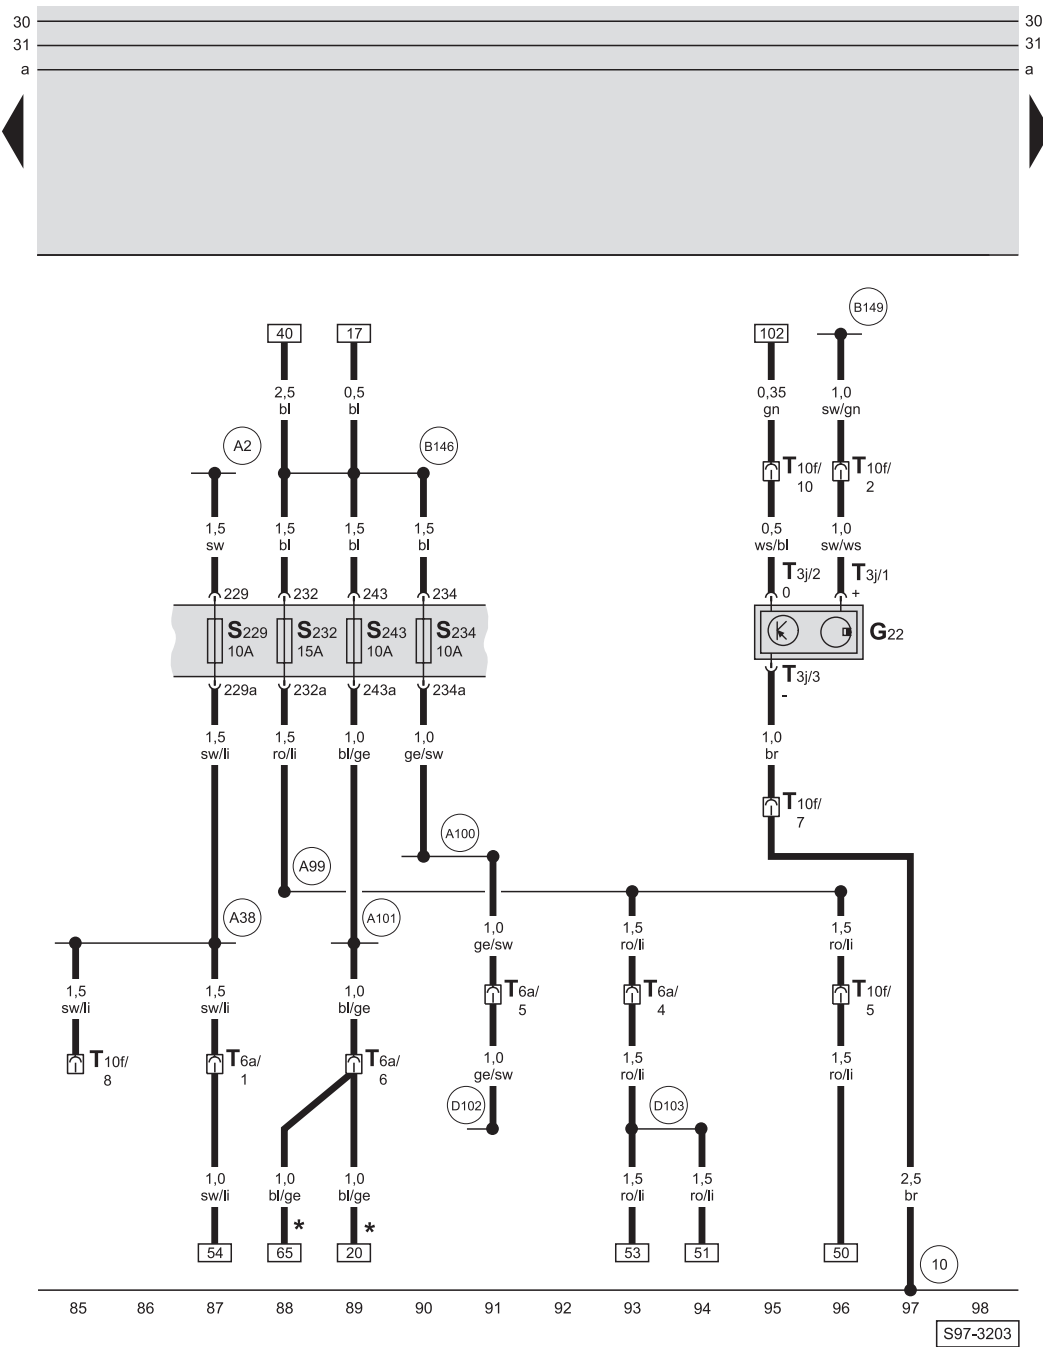 30 30
31 31
a a
B149
40 17 102
2,5 0,5 0,35 1,0
bl bl gn sw/gn
A2 B146
T10f/ T10f/
10 2
1,5 1,5 1,5 1,5 0,5 1,0
sw bl bl bl ws/bl sw/ws
T3j/2 T3j/1
229 232 243 234 0 +
S229 S232 S243 S234 G22
10A 15A 10A 10A
T3j/3
229a 232a 243a 234a -
1,5 1,5 1,0 1,0 1,0
sw/li ro/li bl/ge ge/sw br
T10f/
7
A100
A99
A38 A101
1,0 1,5 1,5
ge/sw ro/li ro/li
1,5 1,5 1,0 T6a/ T6a/ T10f/
sw/li sw/li bl/ge 5 4 5
T10f/ T6a/ T6a/ 1,0 1,5 1,5
8 1 6 ge/sw ro/li ro/li
D102 D103
1,0 1,0 1,0 1,5 1,5 2,5
sw/li bl/ge bl/ge ro/li ro/li br
* *
54 65 20 53 51 50 10
85 86 87 88 89 90 91 92 93 94 95 96 97 98
S97-3203